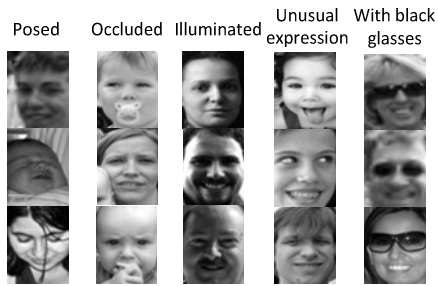 Posed
Occluded
Illuminated
Unusual
expression
With black
glasses